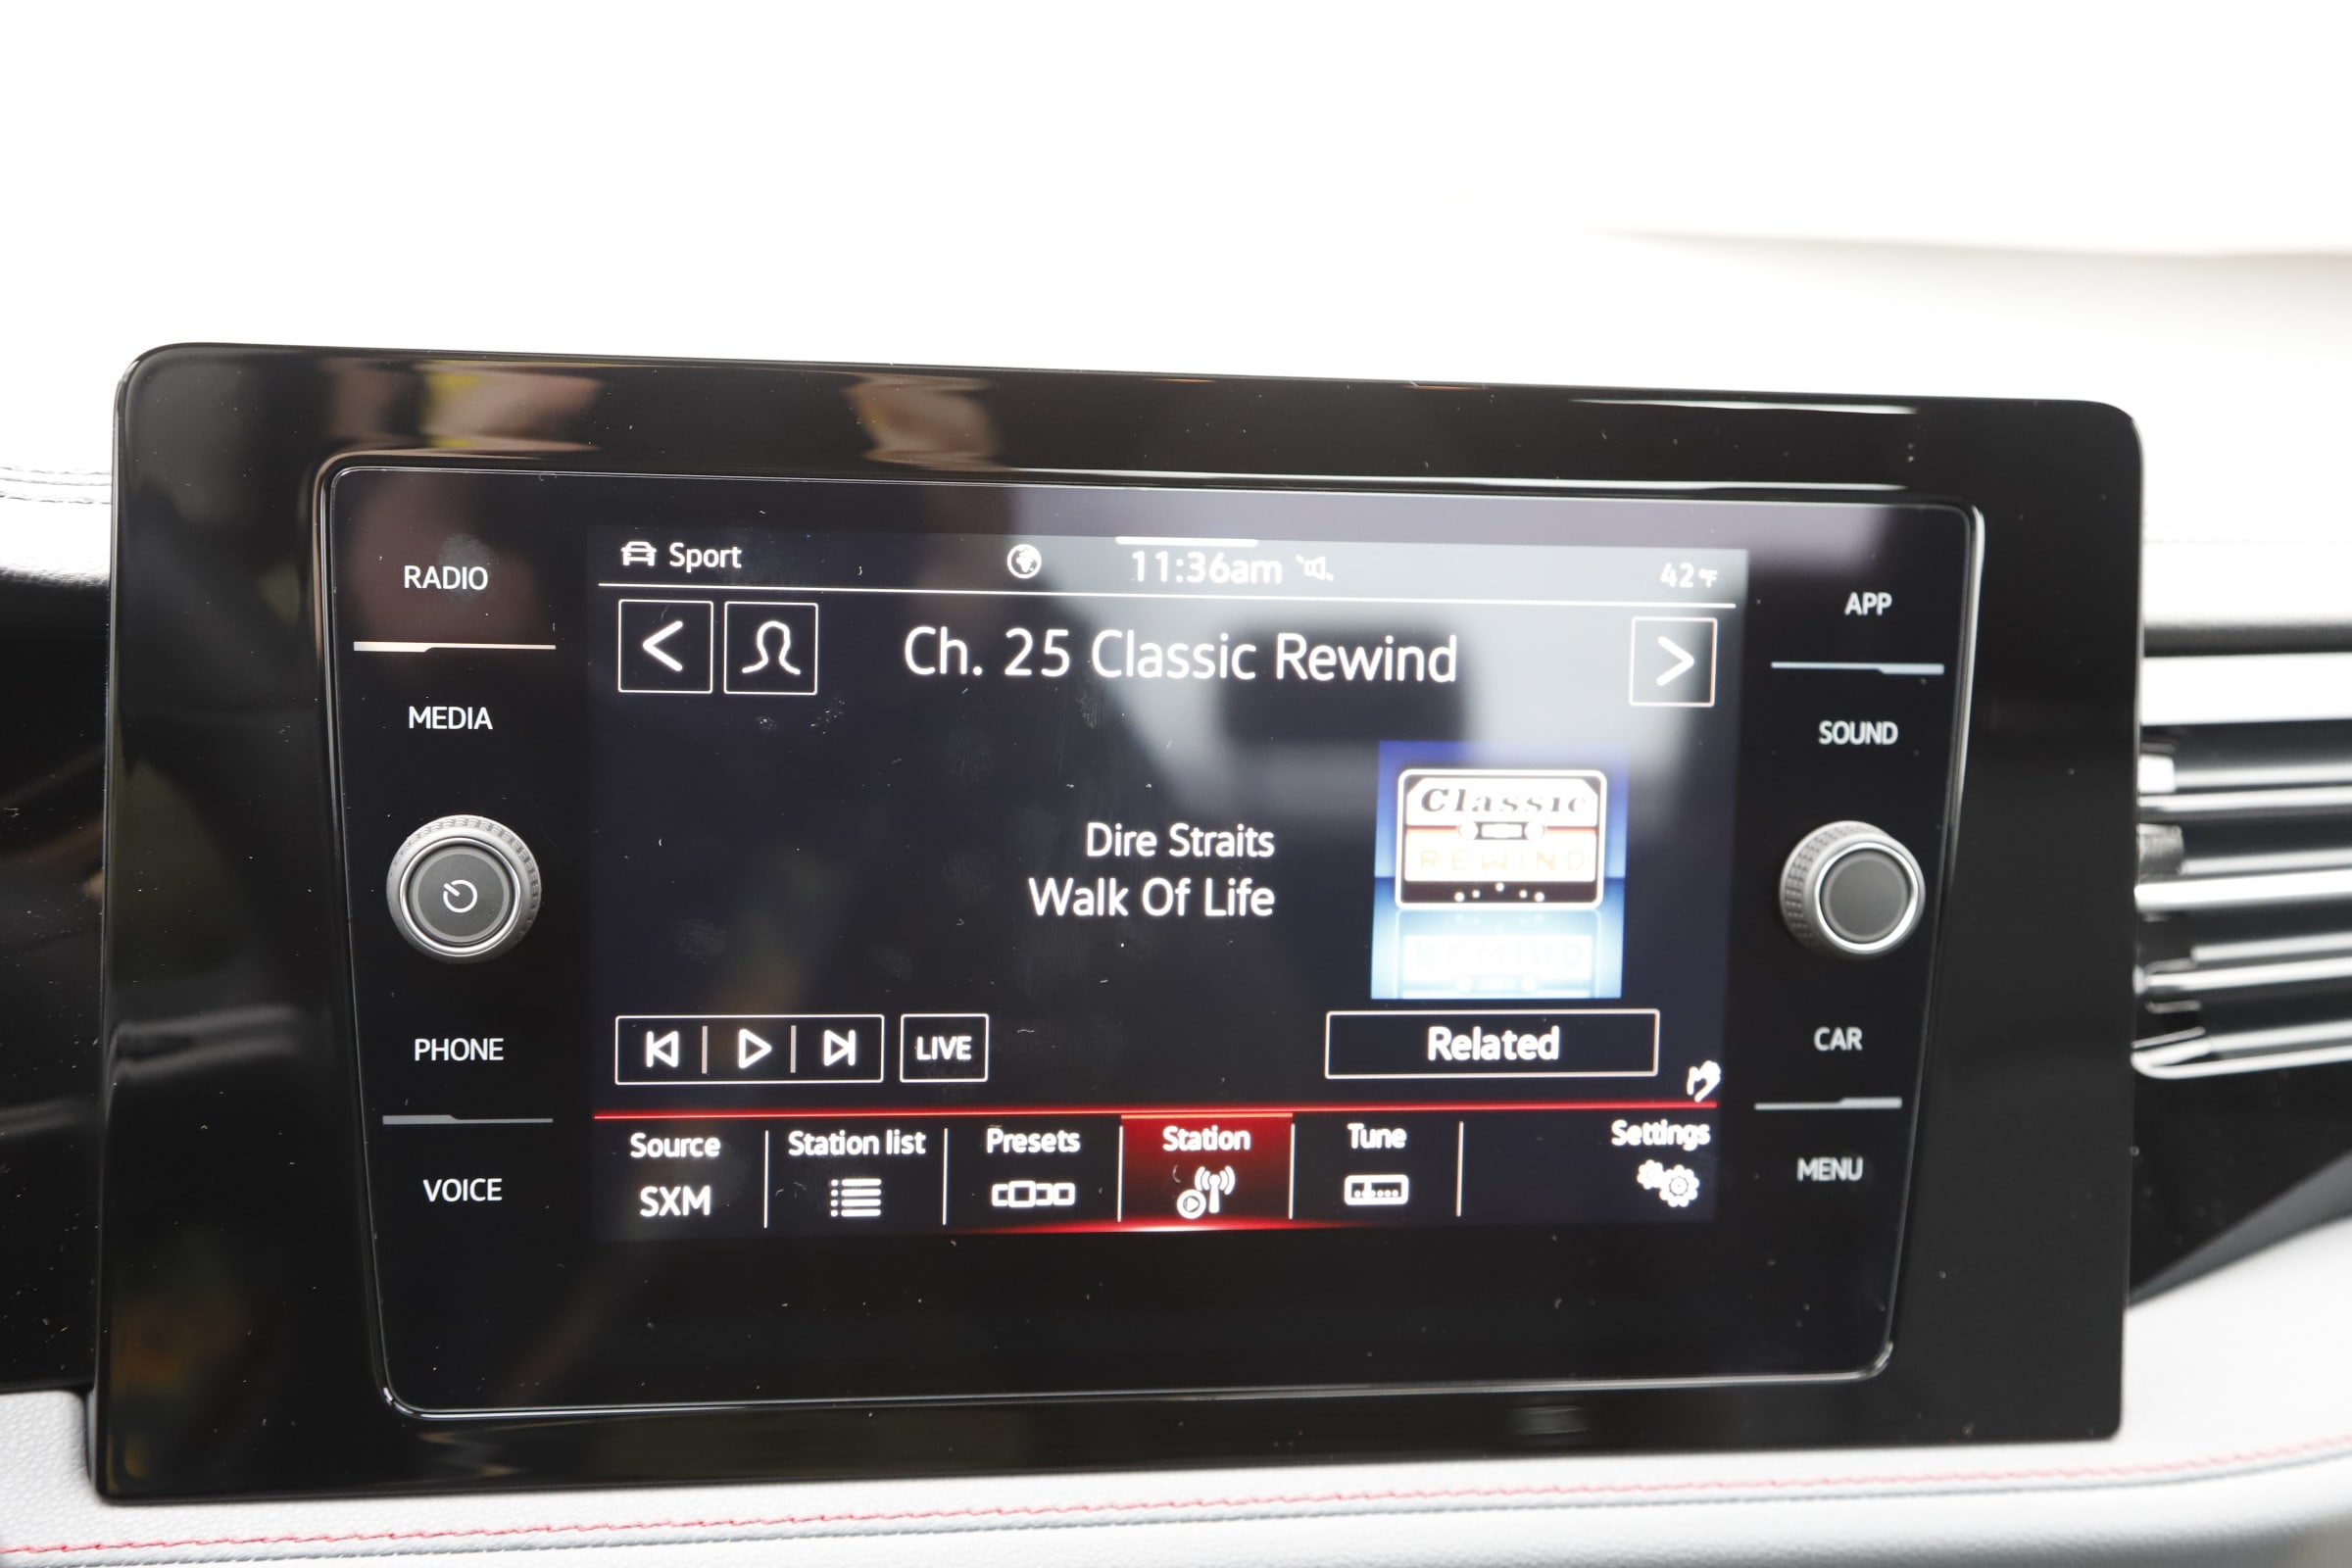 RADIO
MEDIA
PHONE
VOICE
Sport
11:36am
42°F
Ch. 25 Classic Rewind
Dire Straits
Walk Of Life
Classic
REWIND
LIVE
Related
Source
SXM
Station list
Presets
Station
Tune
Settings
APP
SOUND
CAR
MENU